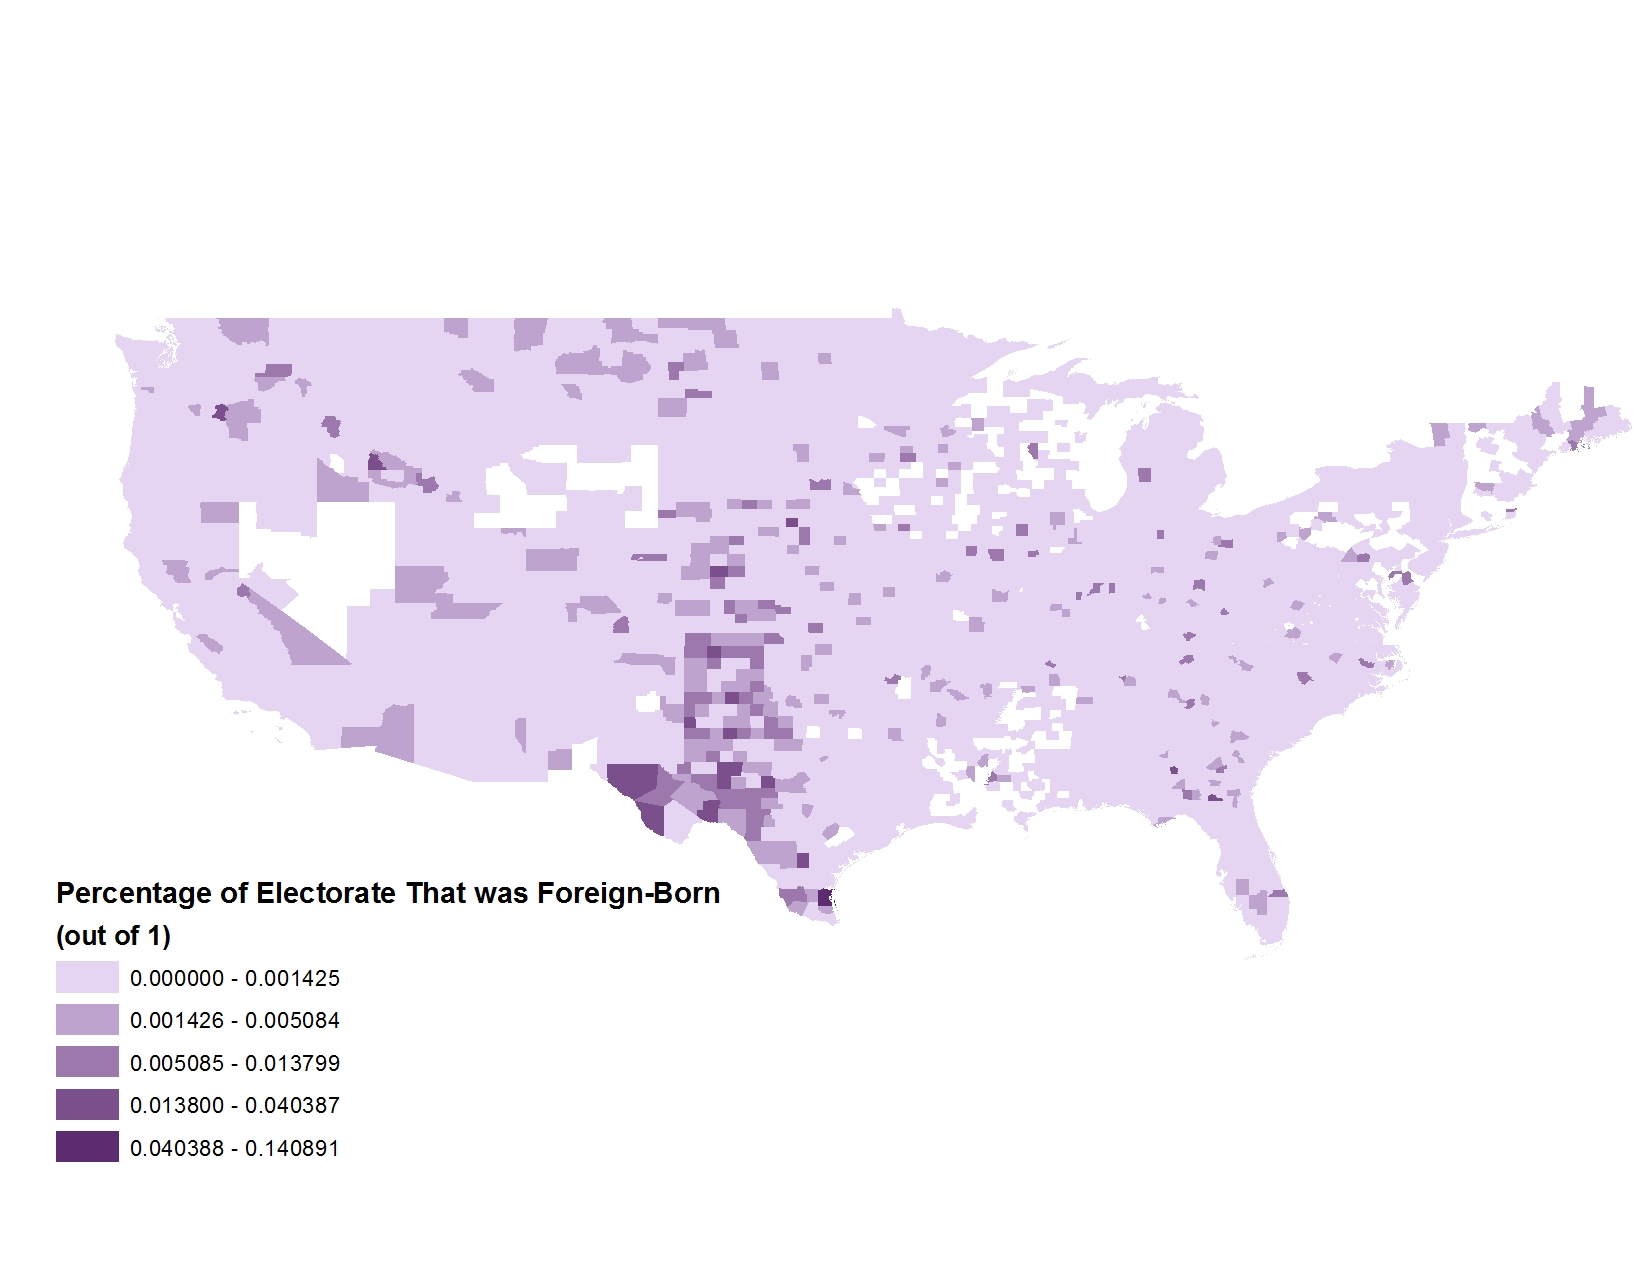 Percentage of Electorate That was Foreign-Born
(out of 1)
0.000000 - 0.001425
0.001426 - 0.005084
0.005085 - 0.013799
0.013800 - 0.040387
0.040388 - 0.140891